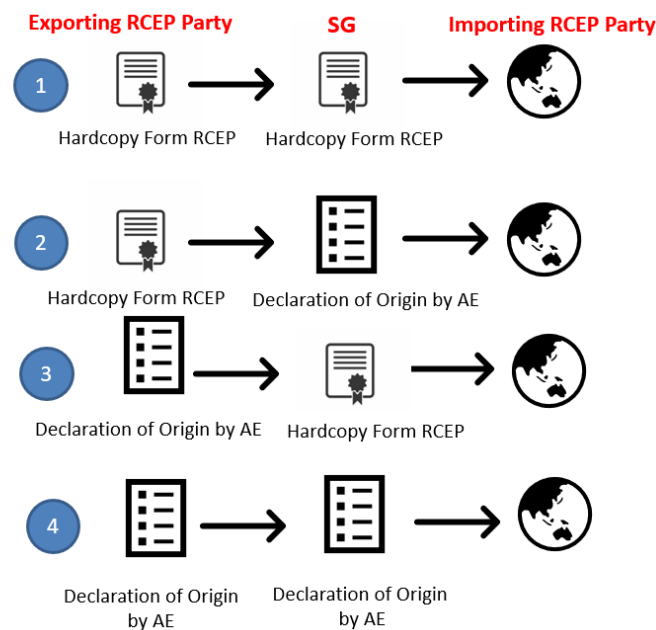 Exporting RCEP Party SG Importing RCEP Party
1
Hardcopy Form RCEP Hardcopy Form RCEP
2
Hardcopy Form RCEP Declaration of Origin by AE
3
Declaration of Origin by AE Hardcopy Form RCEP
4
Declaration of Origin Declaration of Origin
by AE by AE